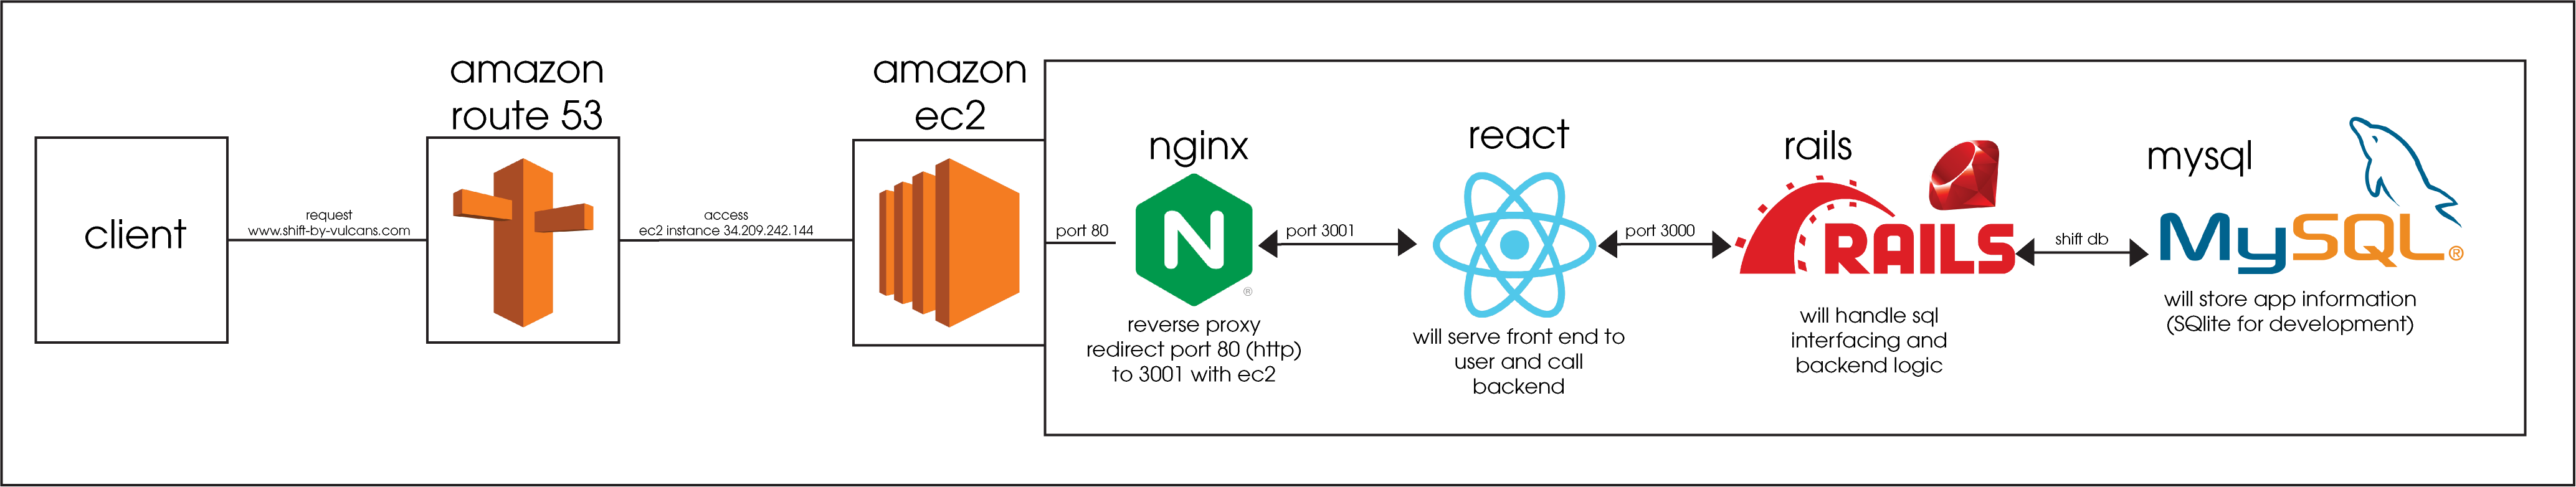 client
request
www.shift-by-vulcans.com
amazon
route 53
access
ec2 instance 34.209.242.144
amazon
ec2
port 80
nginx
N
®
reverse proxy
redirect port 80 (http)
to 3001 with ec2
port 3001
react
will serve front end to
user and call
backend
port 3000
rails
RAILS
will handle sql
interfacing and
backend logic
shift db
mysql
MySQL®
will store app information
(SQlite for development)